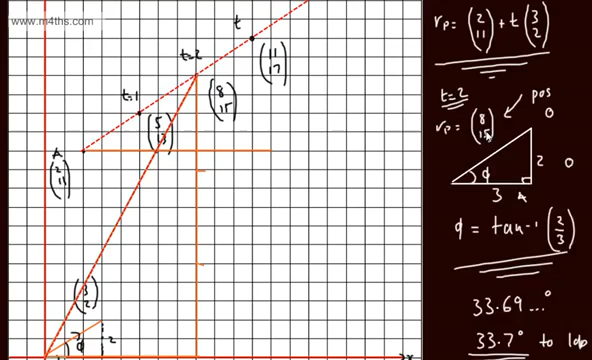 www.m4ths.com
t
t=2
(11
17)
t=1
(8
15)
(5
13)
A
(2
11)
(3
2)
2
ϕ
x
r_P = (2
11) + t (3
2)
t=2
pos
r_P = (8
15)
O
ϕ
2
O
3
A
ϕ = tan⁻¹ (2/3)
33.69...°
33.7° to 1dp